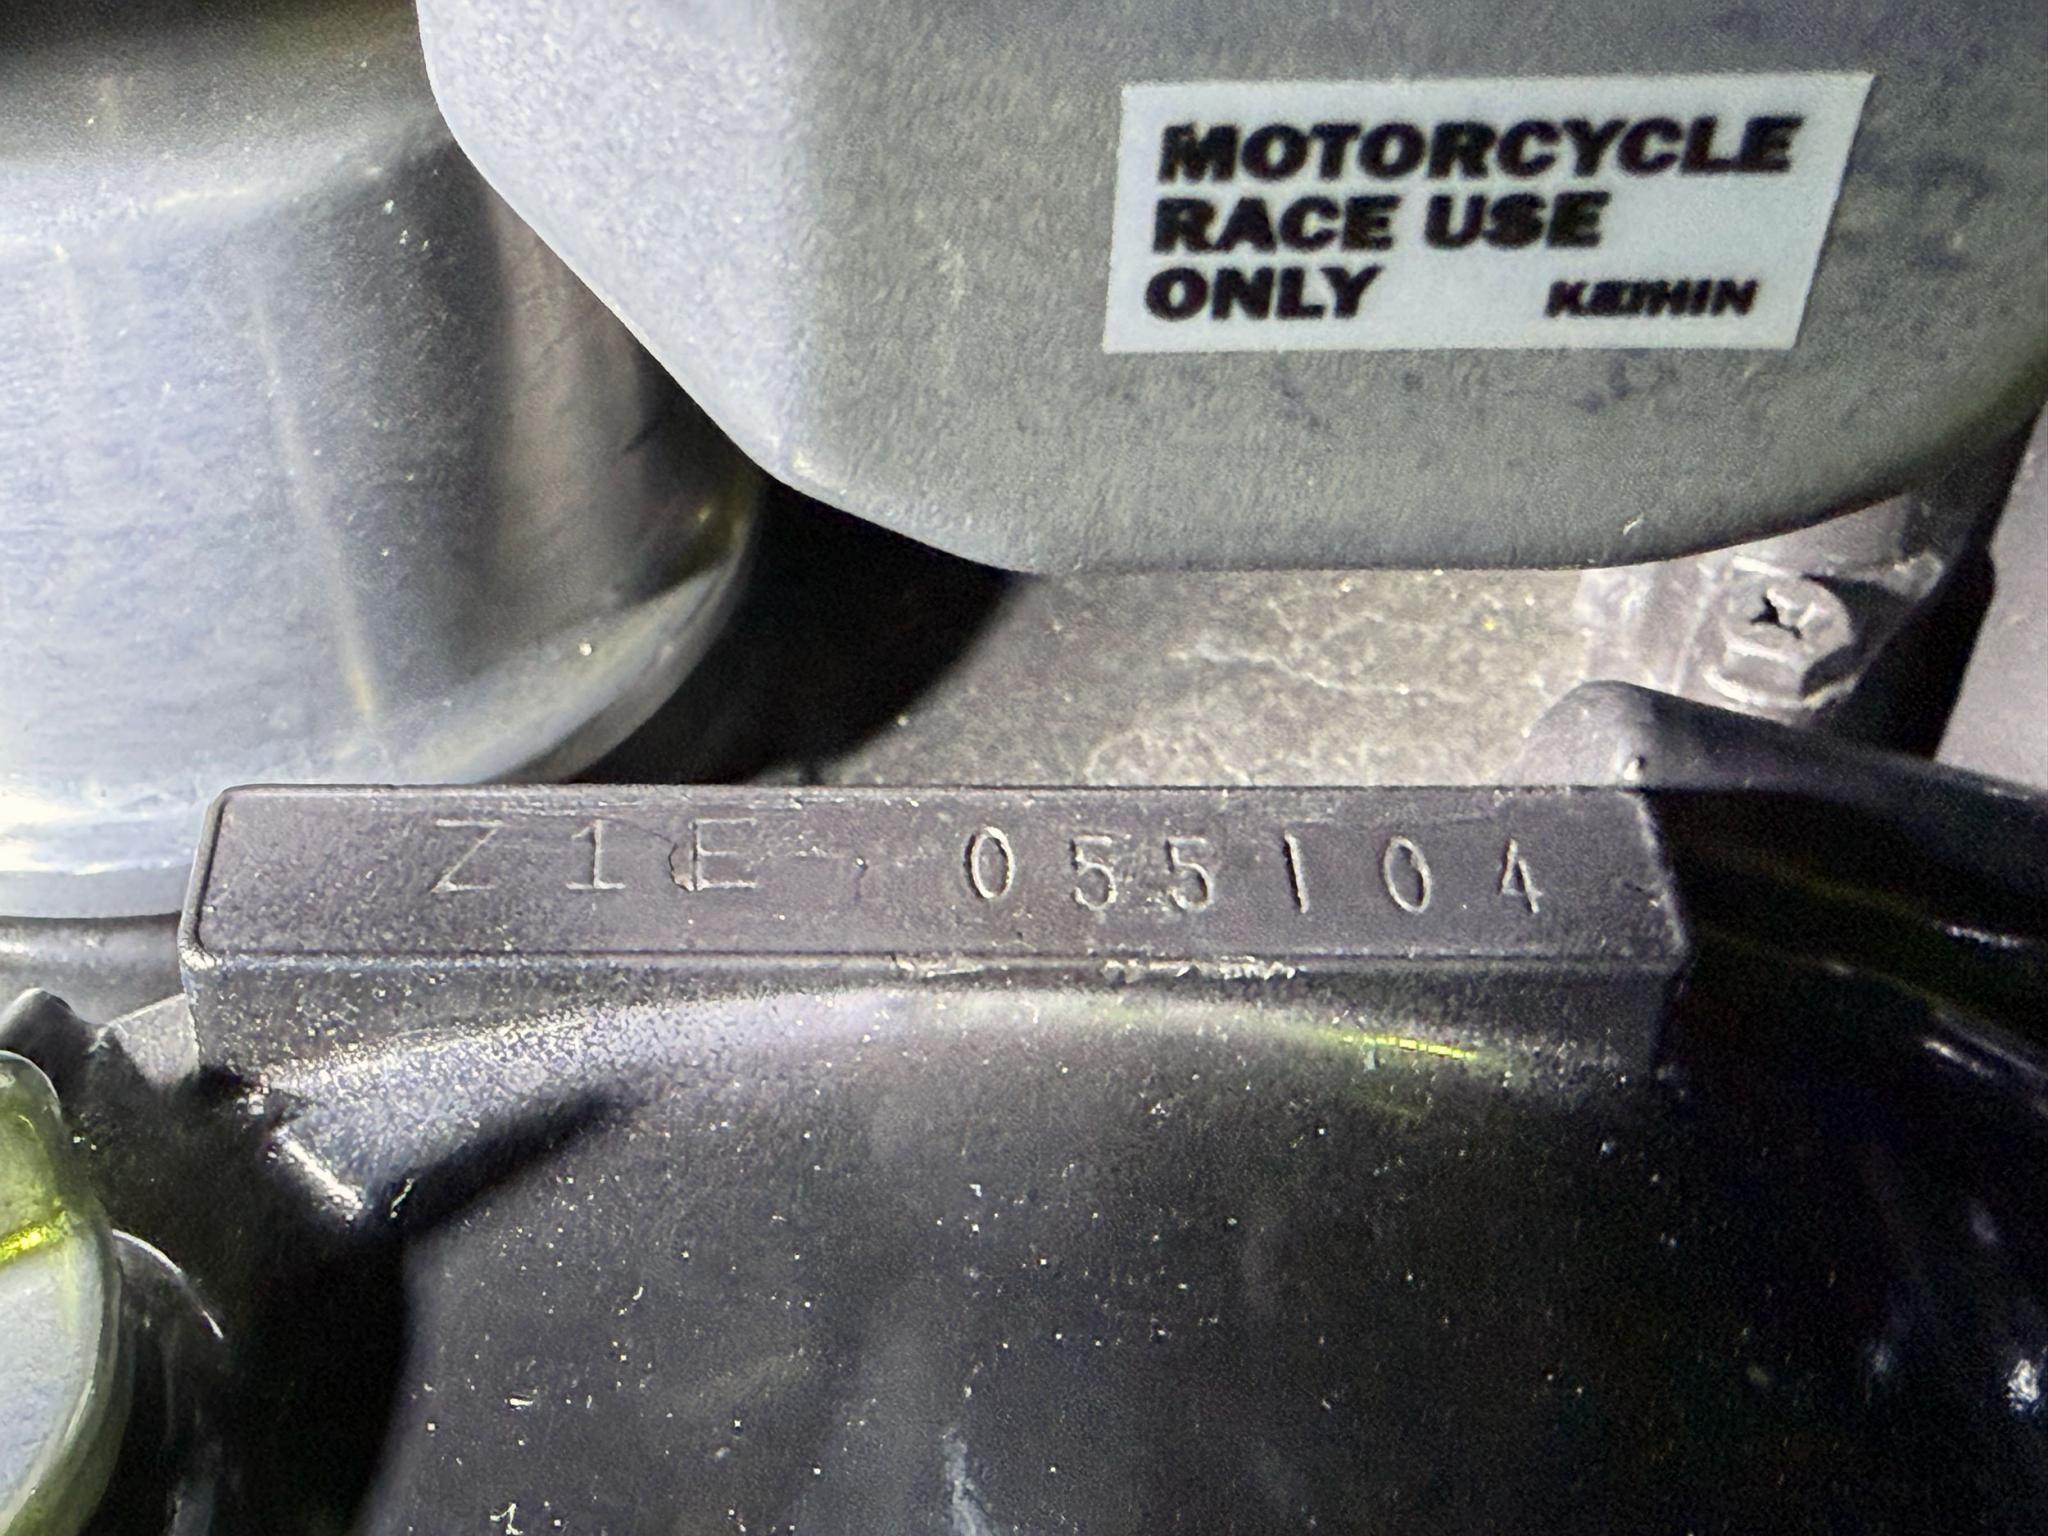 MOTORCYCLE
RACE USE
ONLY KEIHIN
Z1E 055104